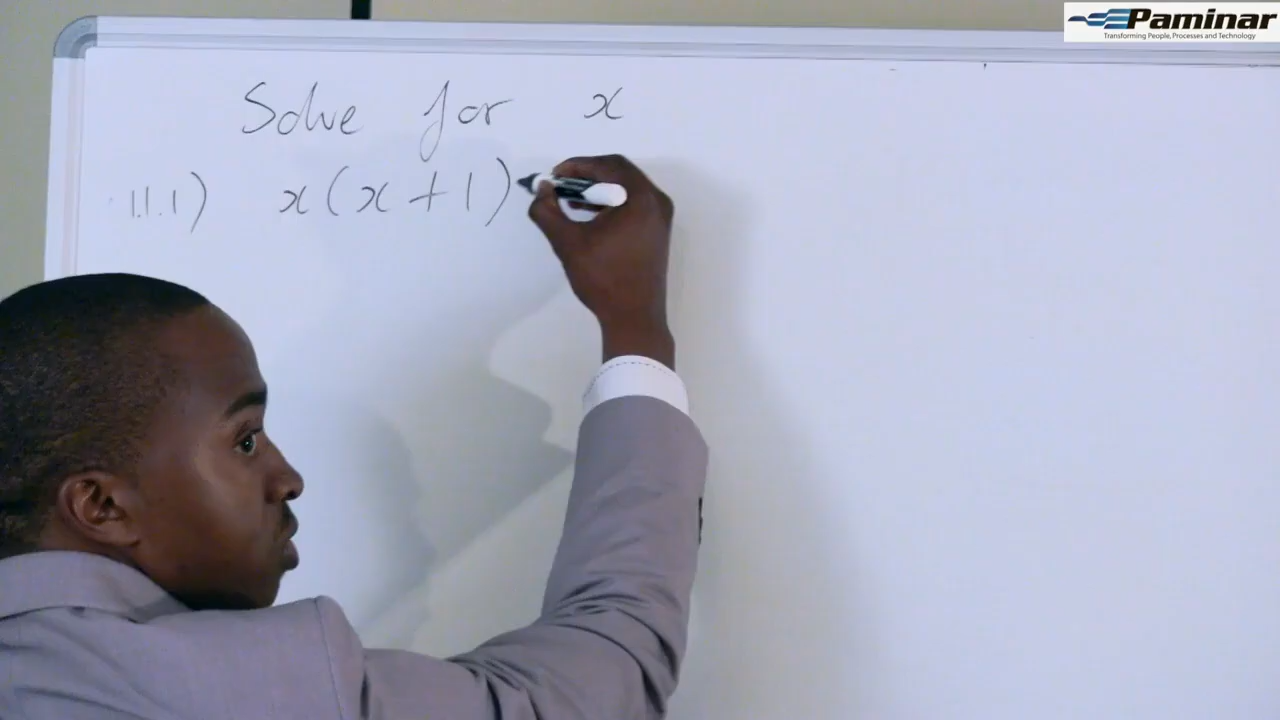 Paminar
Transforming People, Processes and Technology
Solve for x
1.1.1) x(x+1)